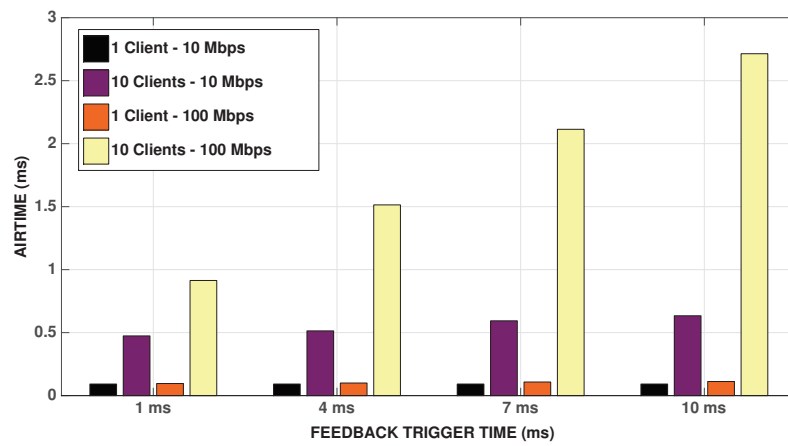 3
2.5
2
1.5
1
0.5
0
AIRTIME (ms)
1 Client - 10 Mbps
10 Clients - 10 Mbps
1 Client - 100 Mbps
10 Clients - 100 Mbps
1 ms
4 ms
7 ms
10 ms
FEEDBACK TRIGGER TIME (ms)